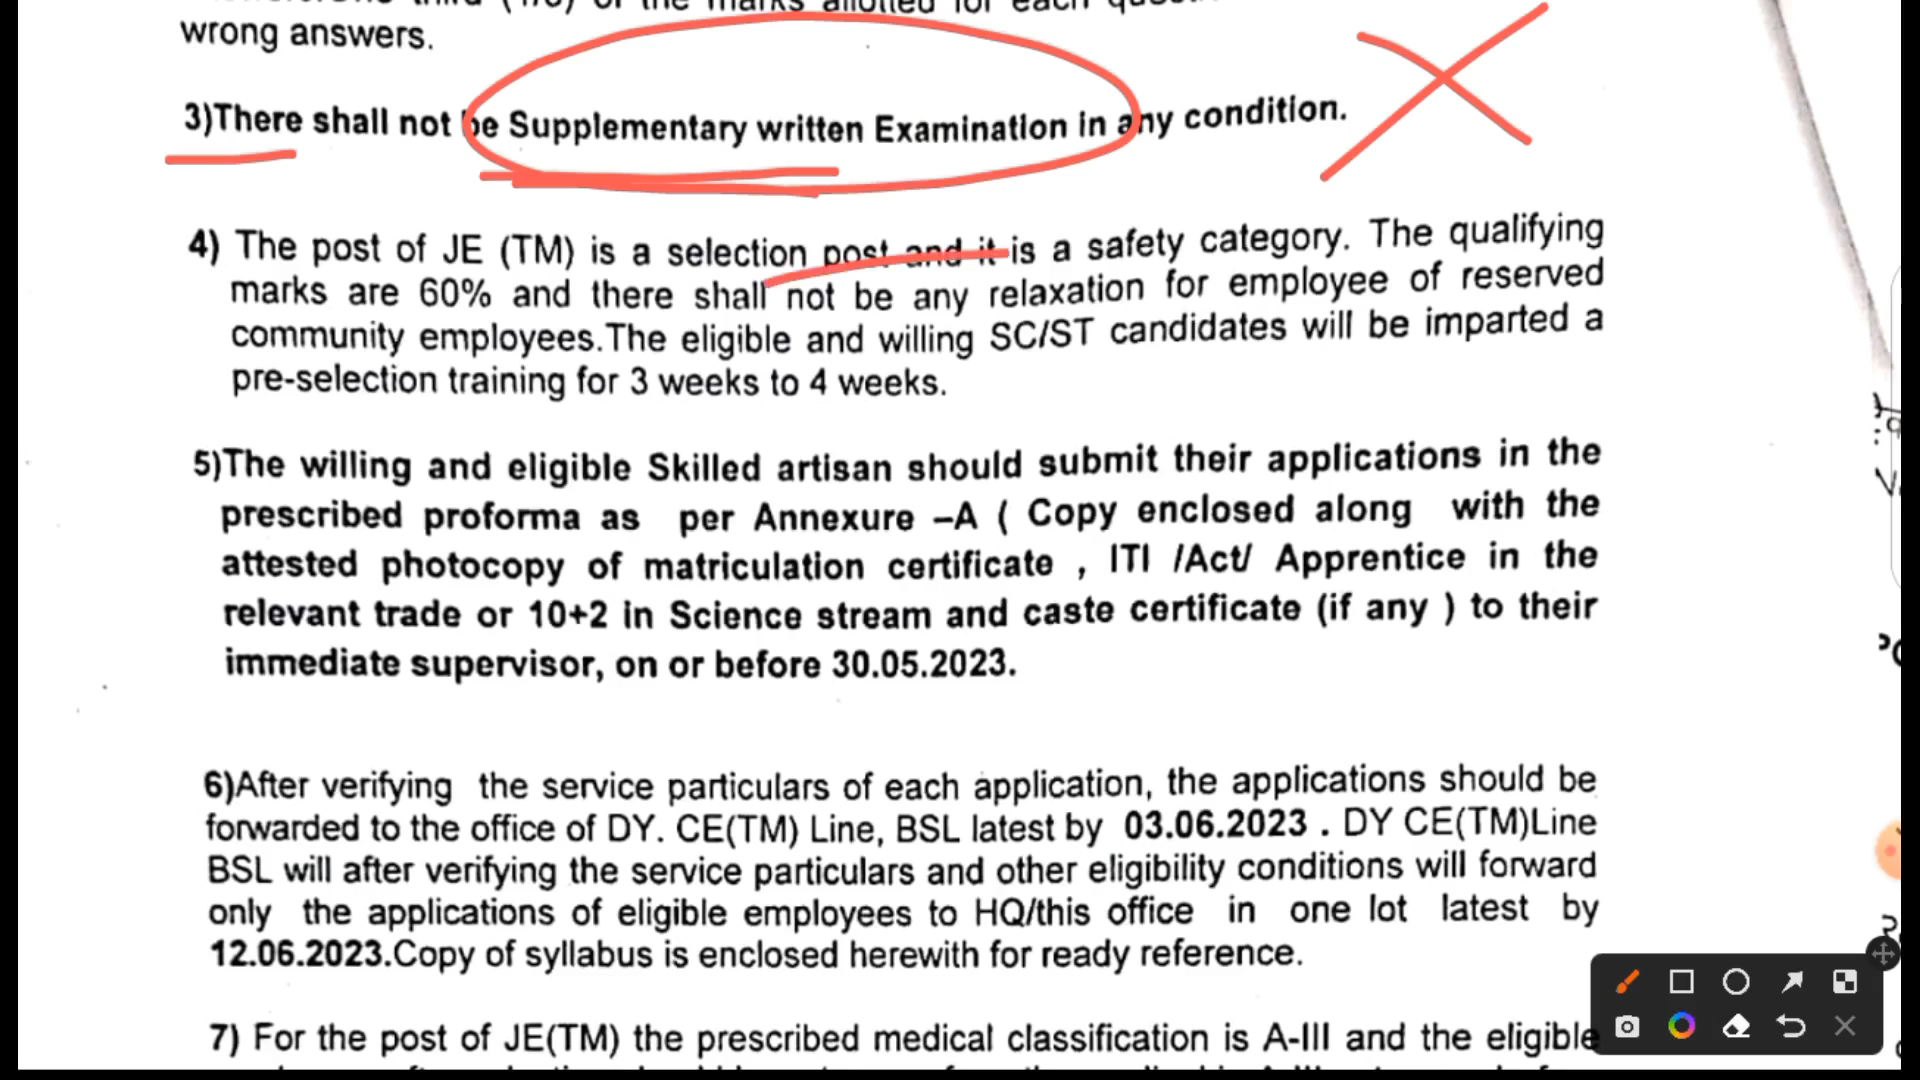 of the marks allotted for each
wrong answers.
3)There shall not be Supplementary written Examination in any condition.
4) The post of JE (TM) is a selection post and it is a safety category. The qualifying
marks are 60% and there shall not be any relaxation for employee of reserved
community employees.The eligible and willing SC/ST candidates will be imparted a
pre-selection training for 3 weeks to 4 weeks.
5)The willing and eligible Skilled artisan should submit their applications in the
prescribed proforma as per Annexure –A ( Copy enclosed along with the
attested photocopy of matriculation certificate , ITI /Act/ Apprentice in the
relevant trade or 10+2 in Science stream and caste certificate (if any ) to their
immediate supervisor, on or before 30.05.2023.
6)After verifying the service particulars of each application, the applications should be
forwarded to the office of DY. CE(TM) Line, BSL latest by 03.06.2023 . DY CE(TM)Line
BSL will after verifying the service particulars and other eligibility conditions will forward
only the applications of eligible employees to HQ/this office in one lot latest by
12.06.2023.Copy of syllabus is enclosed herewith for ready reference.
7) For the post of JE(TM) the prescribed medical classification is A-III and the eligible